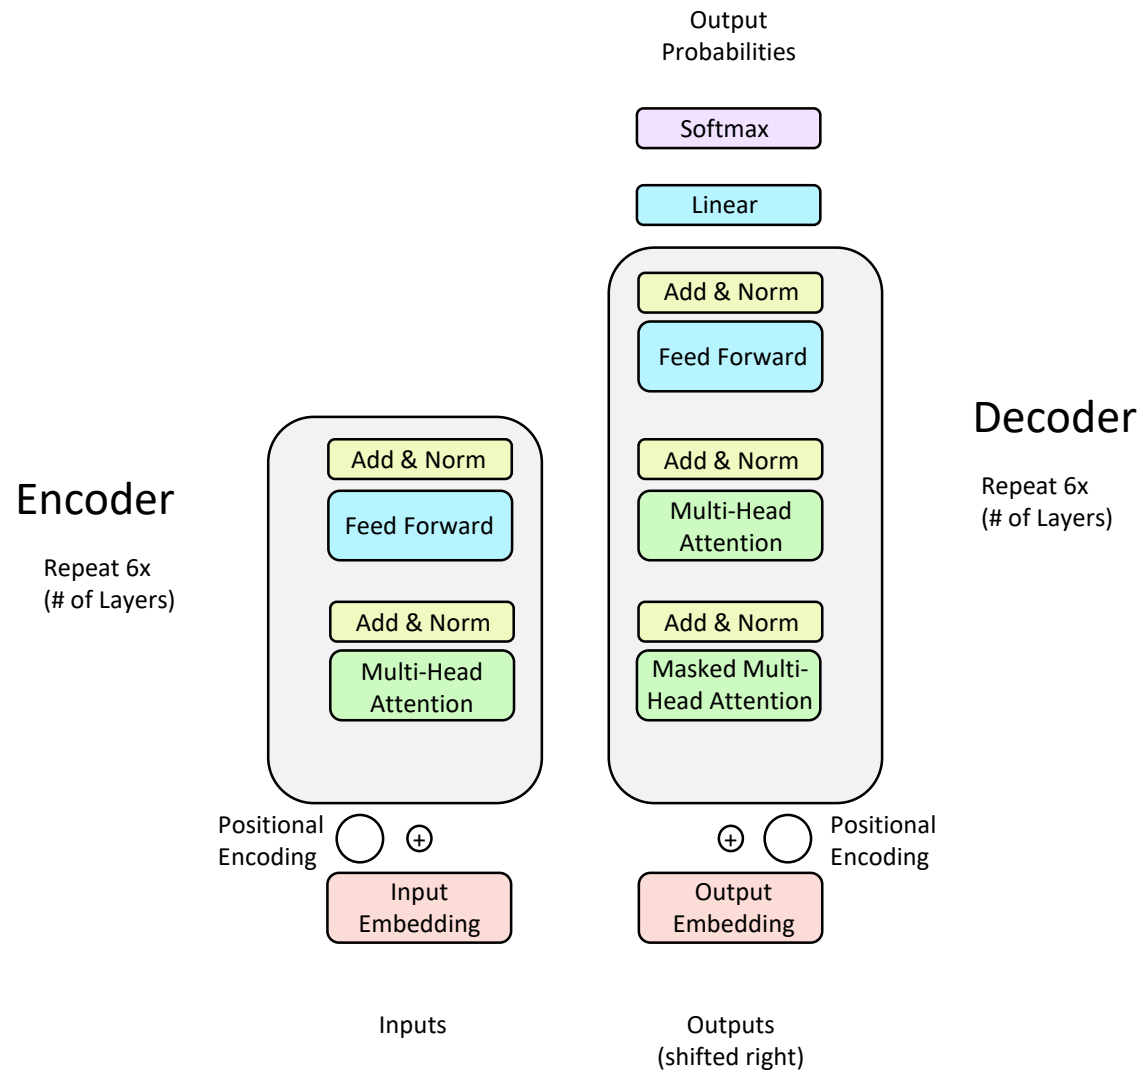 Output
Probabilities
Softmax
Linear
Add & Norm
Feed Forward
Add & Norm
Multi-Head
Attention
Add & Norm
Masked Multi-
Head Attention
Decoder
Repeat 6x
(# of Layers)
Encoder
Repeat 6x
(# of Layers)
Add & Norm
Feed Forward
Add & Norm
Multi-Head
Attention
Positional
Encoding
+
Input
Embedding
Inputs
+
Positional
Encoding
Output
Embedding
Outputs
(shifted right)